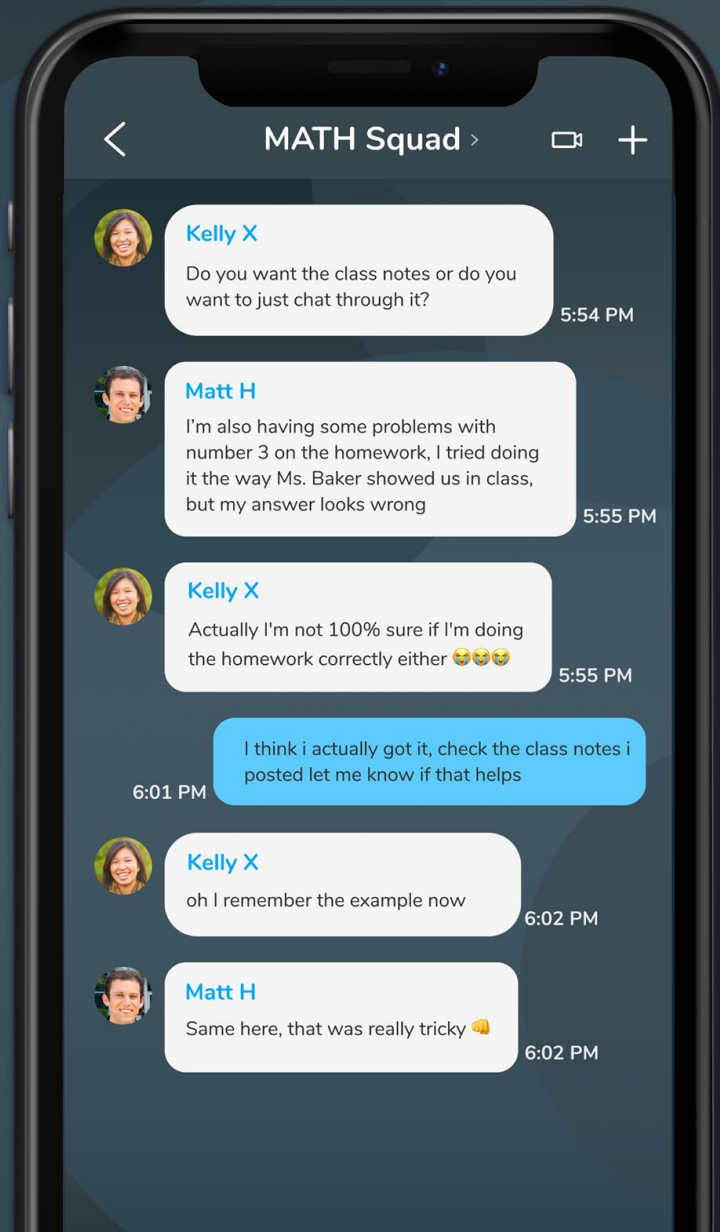 MATH Squad
Kelly X
Do you want the class notes or do you
want to just chat through it?
5:54 PM
Matt H
I’m also having some problems with
number 3 on the homework, I tried doing
it the way Ms. Baker showed us in class,
but my answer looks wrong
5:55 PM
Kelly X
Actually I'm not 100% sure if I'm doing
the homework correctly either 😭😭😭
5:55 PM
I think i actually got it, check the class notes i
posted let me know if that helps
6:01 PM
Kelly X
oh I remember the example now
6:02 PM
Matt H
Same here, that was really tricky 👊
6:02 PM